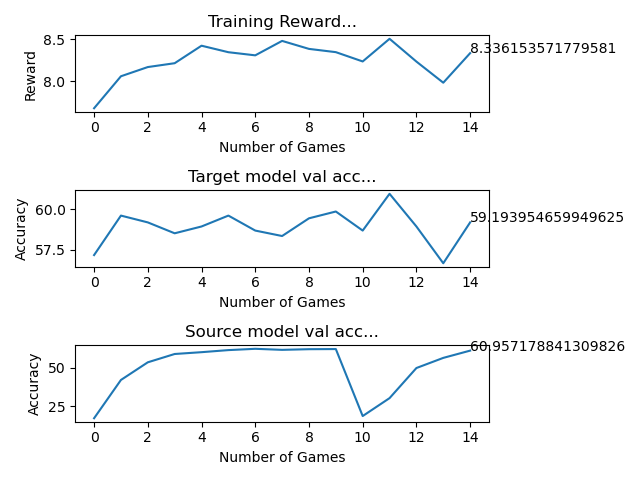 Training Reward...
8.5
8.336153571779581
8.0
Reward
0 2 4 6 8 10 12 14
Number of Games
Target model val acc...
60.0
59.193954659949625
57.5
Accuracy
0 2 4 6 8 10 12 14
Number of Games
Source model val acc...
60.957178841309826
50
25
Accuracy
0 2 4 6 8 10 12 14
Number of Games